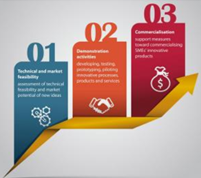 01
Technical and market
feasibility
assessment of technical
feasibility and market
potential of new ideas
02
Demonstration
activities
developing, testing,
prototyping, piloting
innovative processes,
products and services
03
Commercialisation
support measures
toward commercialising
SMEs' innovative
products